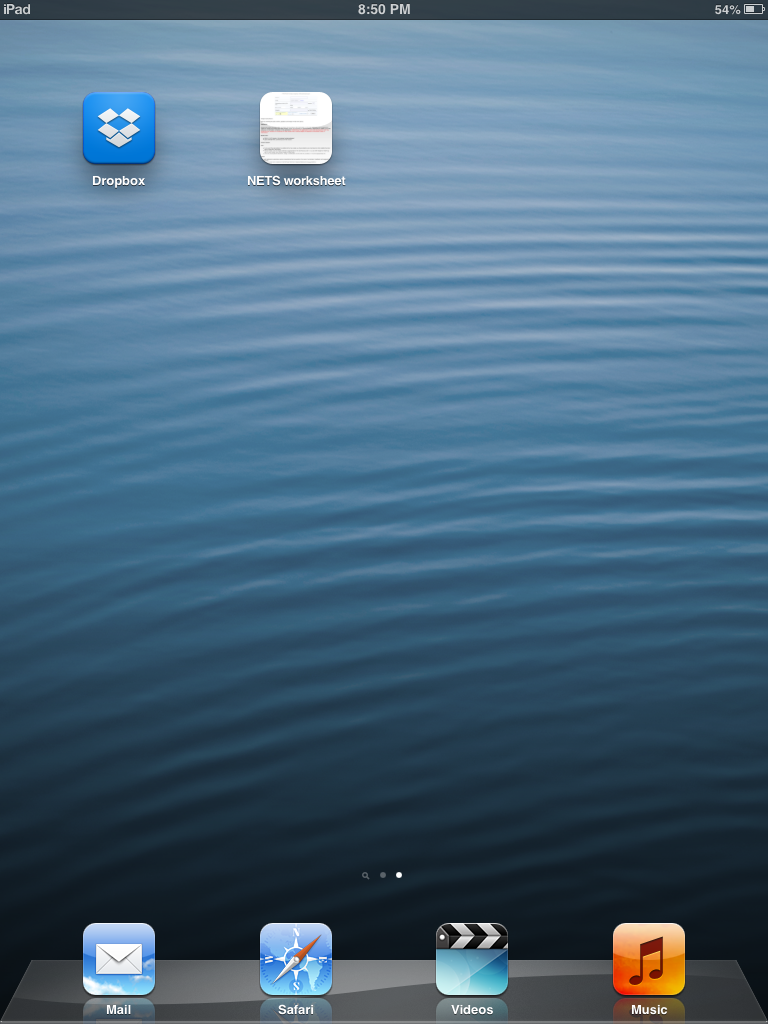 iPad 8:50 PM 54%
Dropbox NETS worksheet
Mail Safari Videos Music